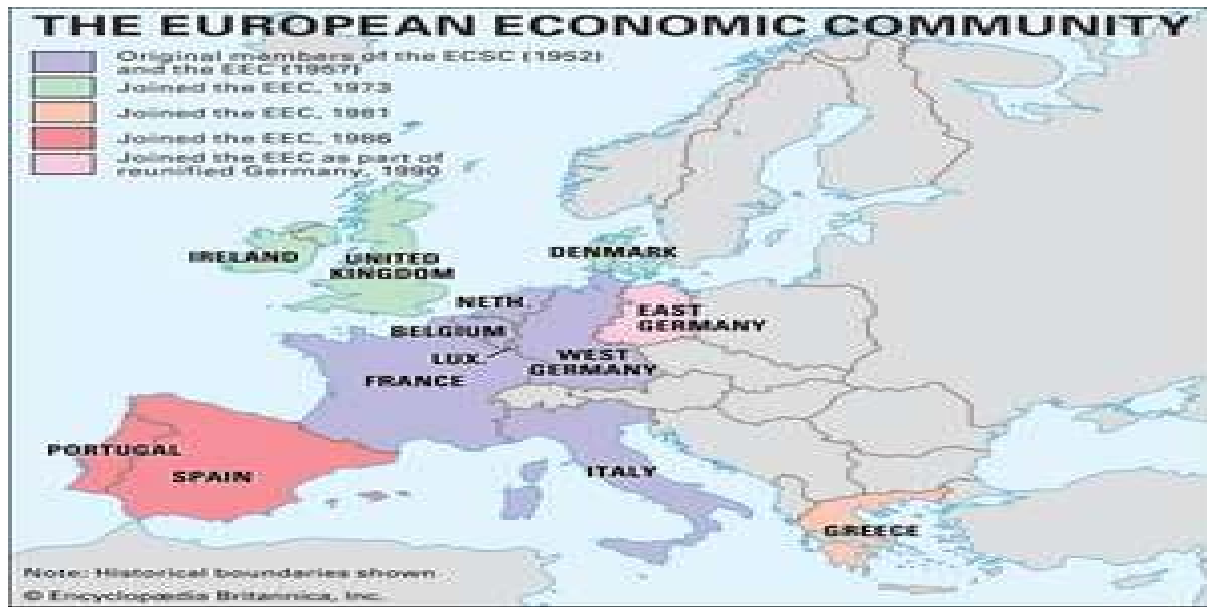 THE EUROPEAN ECONOMIC COMMUNITY
Original members of the ECSC (1952)
and the EEC (1957)
Joined the EEC, 1973
Joined the EEC, 1981
Joined the EEC, 1986
Joined the EEC as part of
reunified Germany, 1990
IRELAND
UNITED
KINGDOM
DENMARK
NETH.
EAST
GERMANY
BELGIUM
LUX.
WEST
GERMANY
FRANCE
PORTUGAL
SPAIN
ITALY
GREECE
Note: Historical boundaries shown
© Encyclopædia Britannica, Inc.